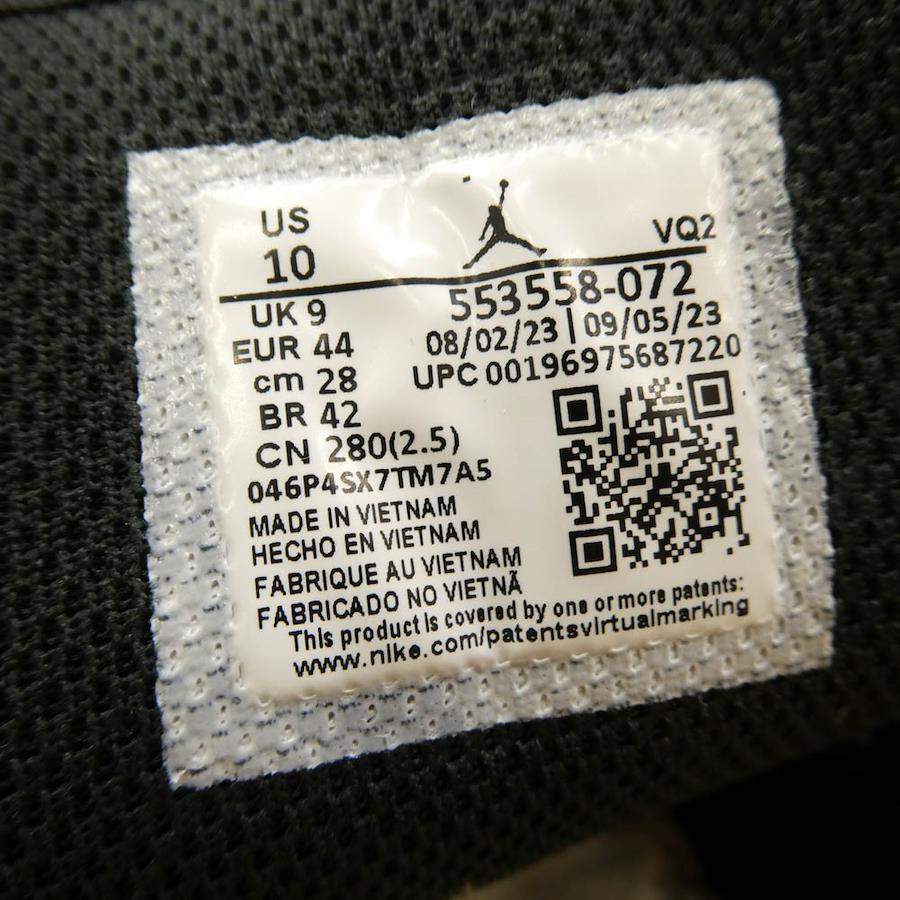 US
10
VQ2
UK 9
553558-072
EUR 44
08/02/23 | 09/05/23
cm 28
UPC 00196975687220
BR 42
CN 280(2.5)
046P4SX7TM7A5
MADE IN VIETNAM
HECHO EN VIETNAM
FABRIQUE AU VIETNAM
FABRICADO NO VIETNÃ
This product is covered by one or more patents:
www.nike.com/patentsvirtualmarking